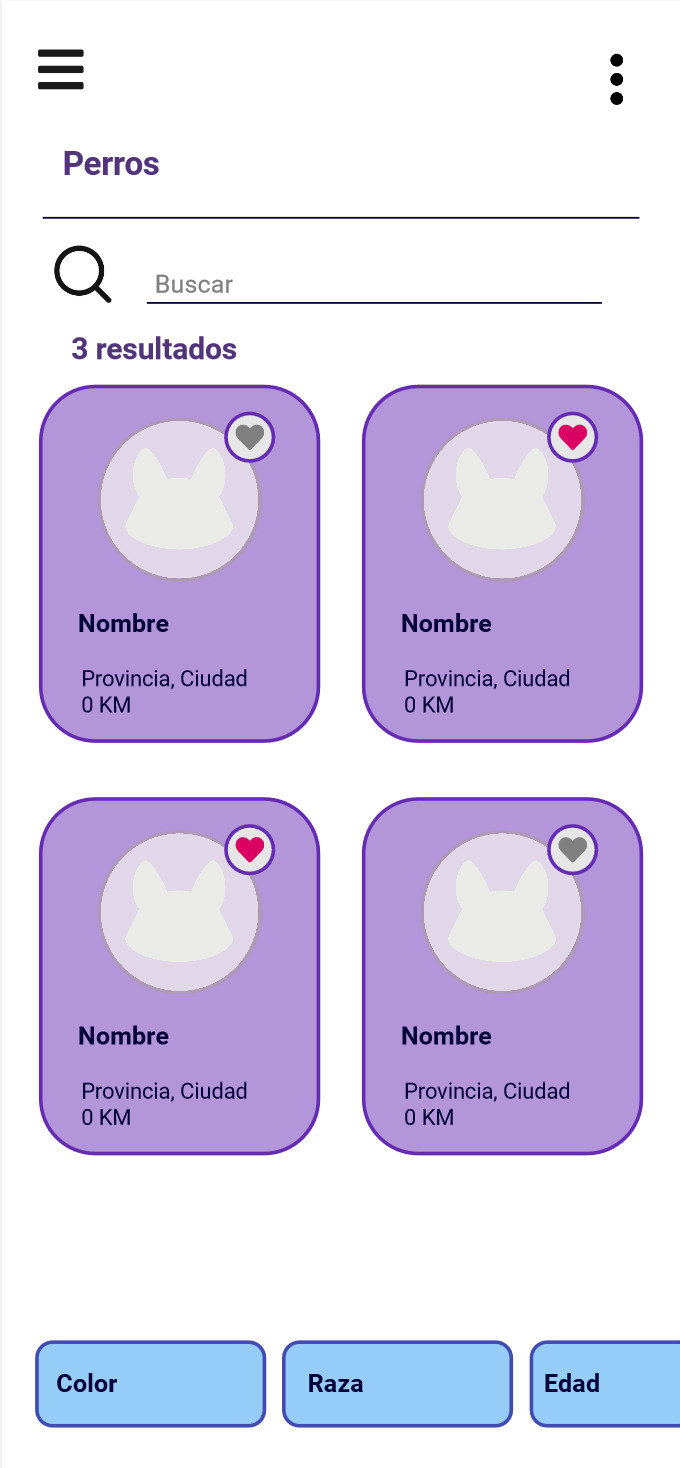 Perros
Buscar
3 resultados
Nombre
Provincia, Ciudad
0 KM
Nombre
Provincia, Ciudad
0 KM
Nombre
Provincia, Ciudad
0 KM
Nombre
Provincia, Ciudad
0 KM
Color
Raza
Edad